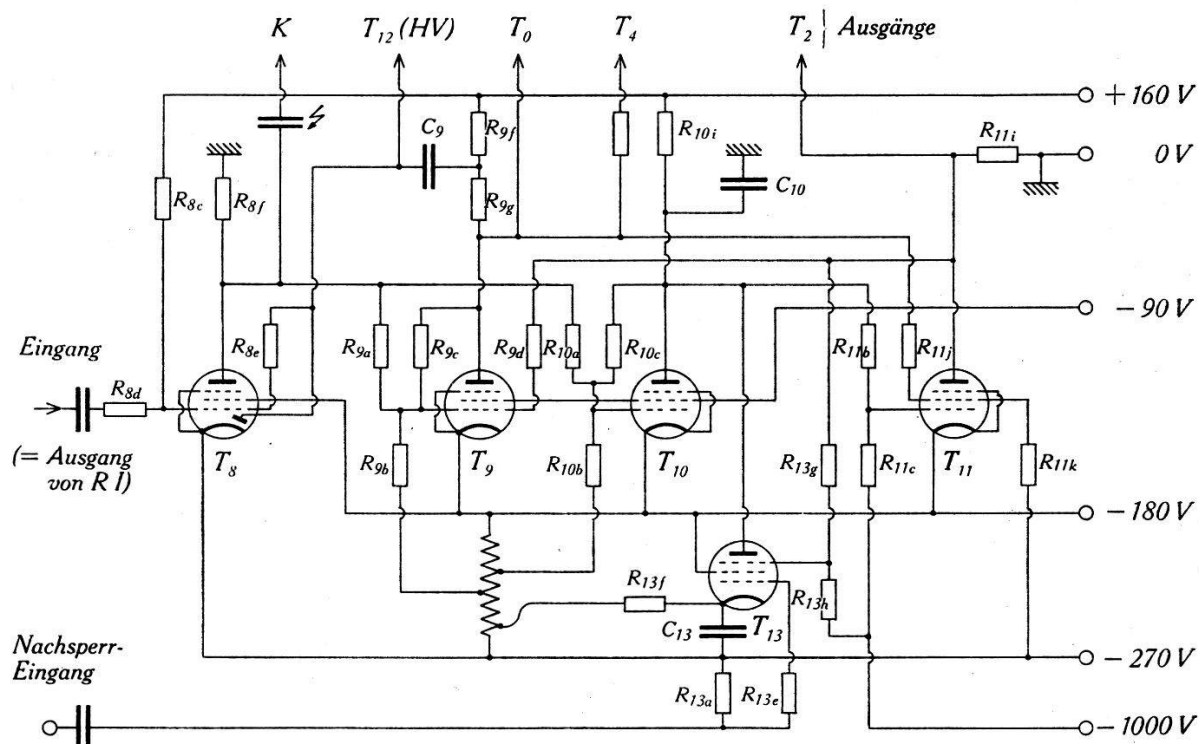 K T₁₂ (HV) T₀ T₄ T₂ | Ausgänge
+ 160 V
C₉ R₉f R₁₀i R₁₁i 0 V
R₈c R₈f R₉g C₁₀
− 90 V
Eingang R₈d R₈e R₉a R₉c R₉d R₁₀a R₁₀c R₁₁b R₁₁j
(= Ausgang
von R I)
T₈ R₉b T₉ R₁₀b T₁₀ R₁₃g R₁₁c T₁₁ R₁₁k
− 180 V
R₁₃f R₁₃h
C₁₃ T₁₃
Nachsperr-
Eingang
− 270 V
R₁₃a R₁₃e
− 1000 V